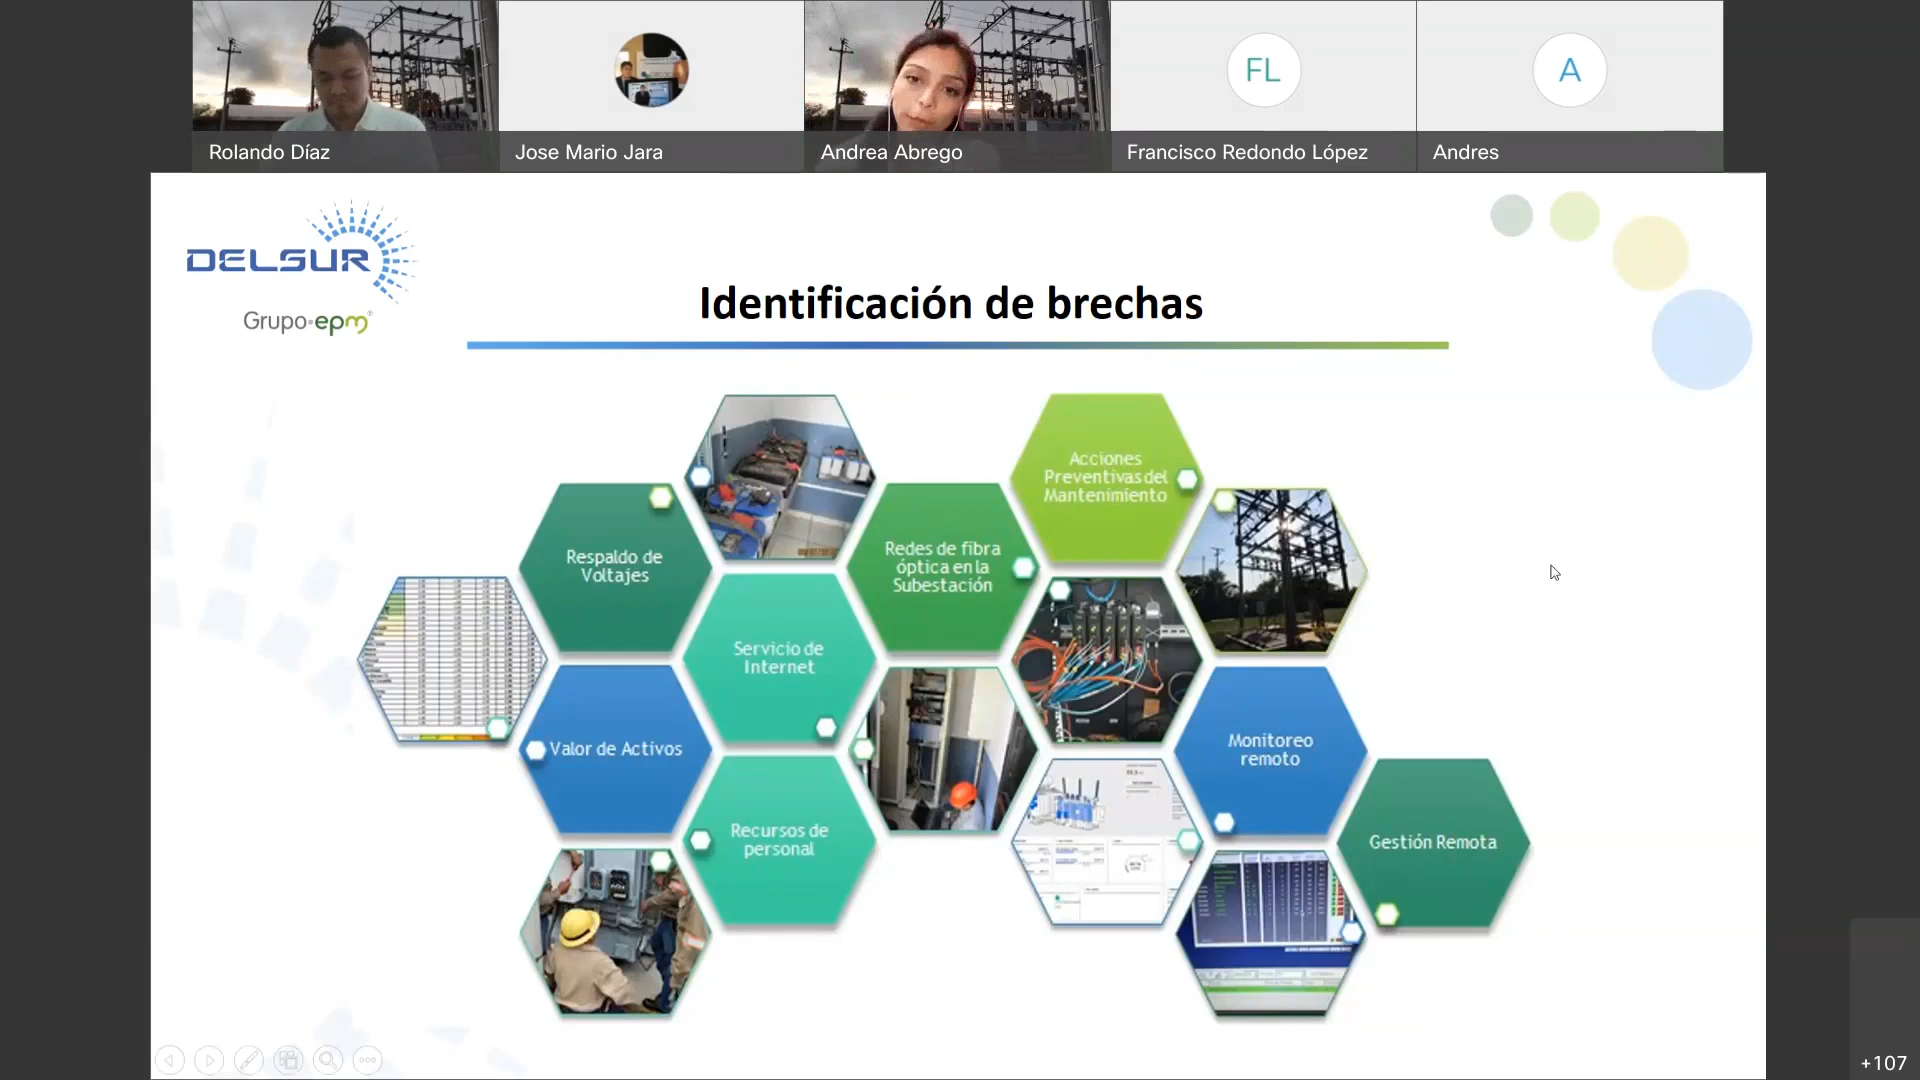 Rolando Díaz
Jose Mario Jara
Andrea Abrego
FL
Francisco Redondo López
A
Andres
DELSUR
Grupo·epm®
Identificación de brechas
Acciones
Preventivas del
Mantenimiento
Respaldo de
Voltajes
Redes de fibra
óptica en la
Subestación
Servicio de
Internet
Valor de Activos
Monitoreo
remoto
Recursos de
personal
Gestión Remota
+107